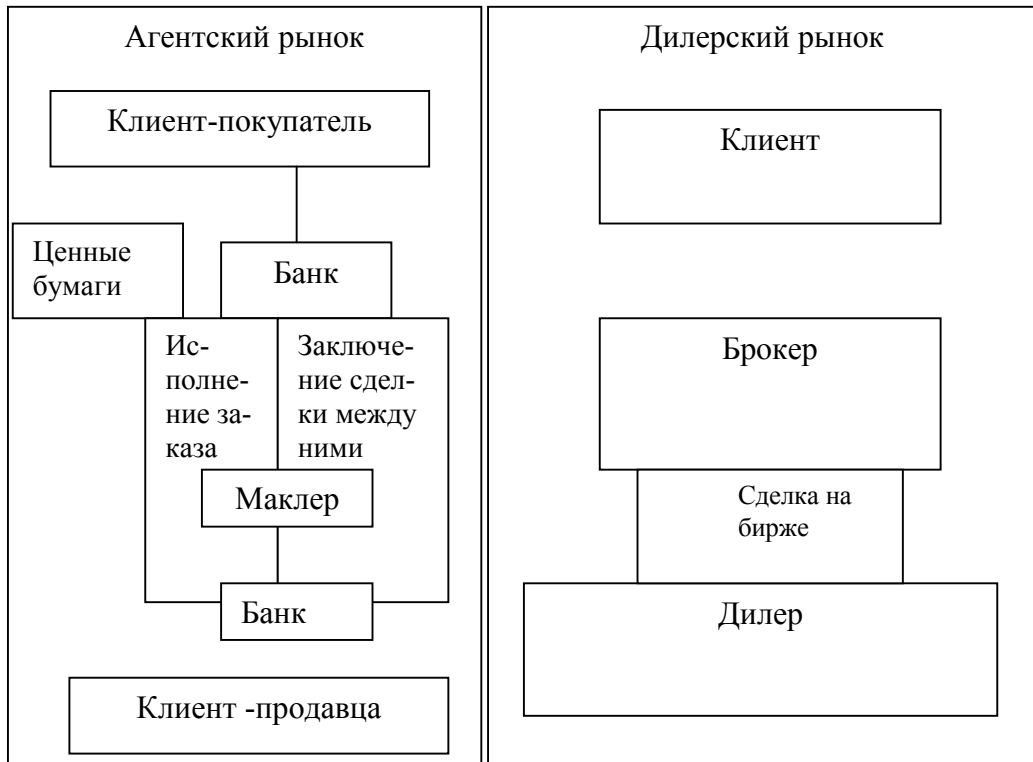 Агентский рынок
Клиент-покупатель
Ценные
бумаги
Банк
Ис-
полне-
ние за-
каза
Заключе-
ние сдел-
ки между
ними
Маклер
Банк
Клиент -продавца
Дилерский рынок
Клиент
Брокер
Сделка на
бирже
Дилер